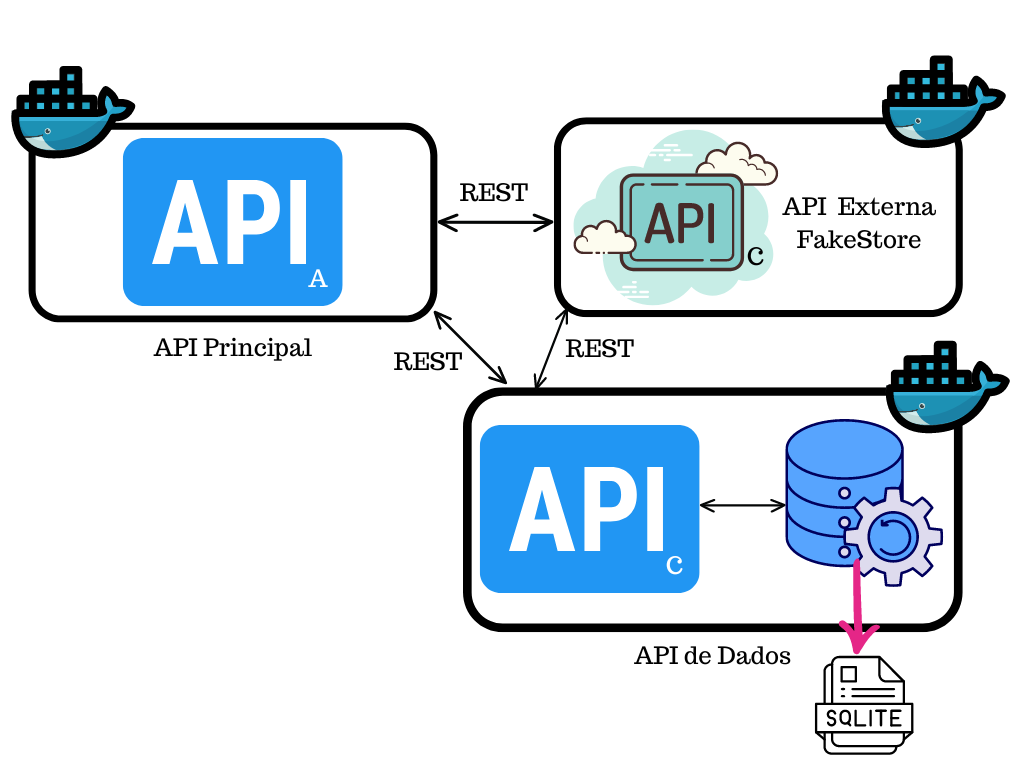 API
A
API Principal
REST
API
C
API Externa
FakeStore
REST
REST
API
C
API de Dados
SQLITE